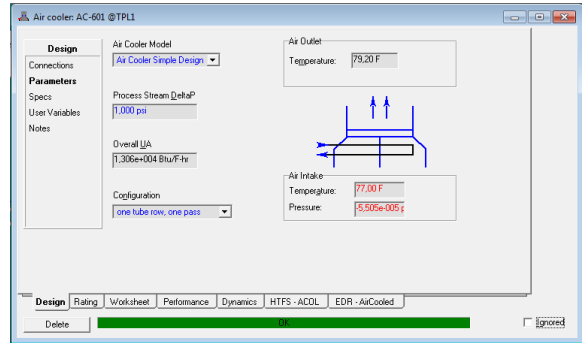 Air cooler: AC-601 @TPL1
Design
Connections
Parameters
Specs
User Variables
Notes
Air Cooler Model
Air Cooler Simple Design
Process Stream DeltaP
1,000 psi
Overall UA
1,306e+004 Btu/F-hr
Configuration
one tube row, one pass
Air Outlet
Temperature: 79,20 F
Air Intake
Temperature: 77,00 F
Pressure: -5,505e-005 p
Design Rating Worksheet Performance Dynamics HTFS - ACOL EDR - AirCooled
Delete OK Ignored